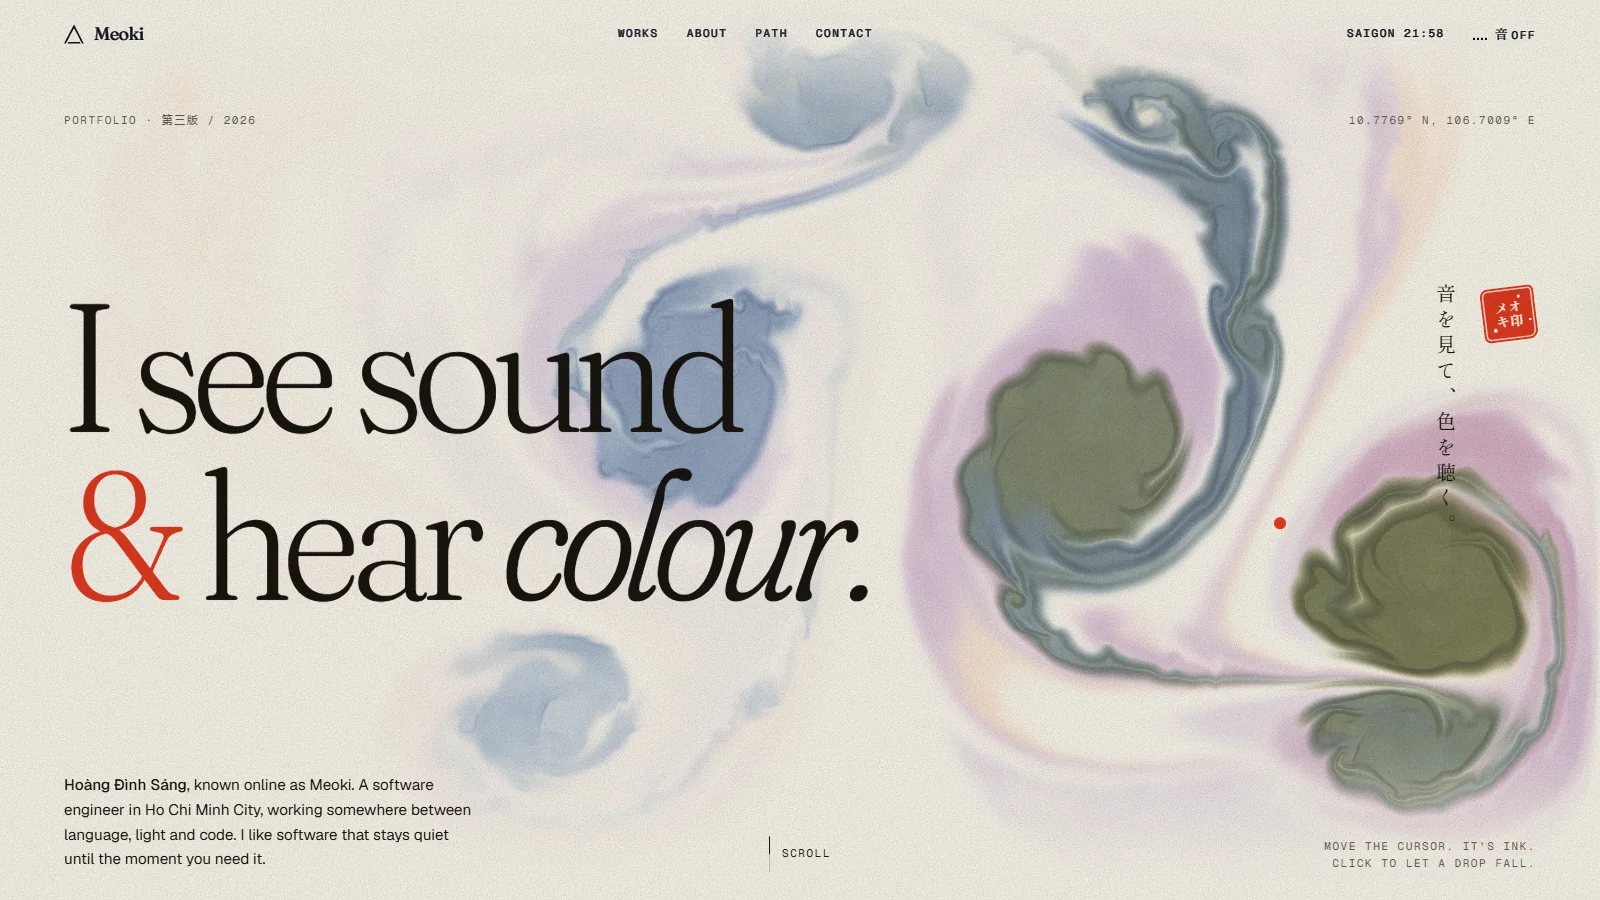 Meoki
WORKS ABOUT PATH CONTACT
SAIGON 21:58 音 OFF
PORTFOLIO · 第三版 / 2026
10.7769° N, 106.7009° E
I see sound
& hear colour.
音を見て、色を聴く。
メオ
キ印
Hoàng Đình Sáng, known online as Meoki. A software
engineer in Ho Chi Minh City, working somewhere between
language, light and code. I like software that stays quiet
until the moment you need it.
SCROLL
MOVE THE CURSOR. IT'S INK.
CLICK TO LET A DROP FALL.